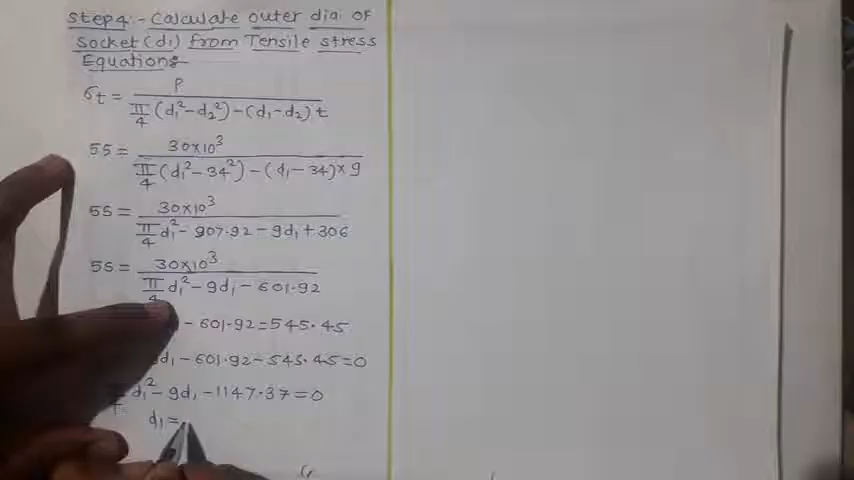 Step 4:- Calculate outer dia. of
Socket (d₁) from Tensile stress
Equation:-
σt = P / π/4 (d₁² - d₂²) - (d₁ - d₂) t
55 = 30×10³ / π/4 (d₁² - 34²) - (d₁ - 34) × 9
55 = 30×10³ / π/4 d₁² - 907.92 - 9d₁ + 306
55 = 30×10³ / π/4 d₁² - 9d₁ - 601.92
- 601.92 = 545.45
d₁ - 601.92 - 545.45 = 0
d₁² - 9d₁ - 1147.37 = 0
d₁ =